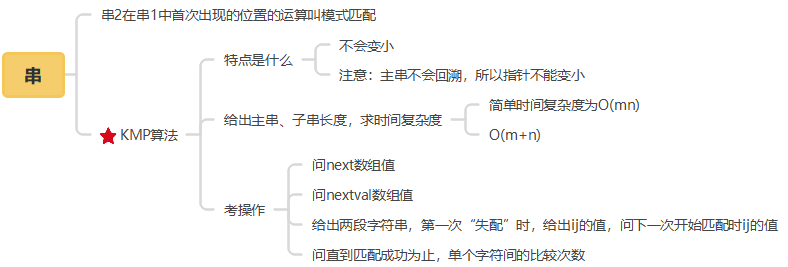 串
串2在串1中首次出现的位置的运算叫模式匹配
KMP算法
特点是什么
不会变小
注意：主串不会回溯，所以指针不能变小
给出主串、子串长度，求时间复杂度
简单时间复杂度为O(mn)
O(m+n)
考操作
问next数组值
问nextval数组值
给出两段字符串，第一次“失配”时，给出ij的值，问下一次开始匹配时ij的值
问直到匹配成功为止，单个字符间的比较次数